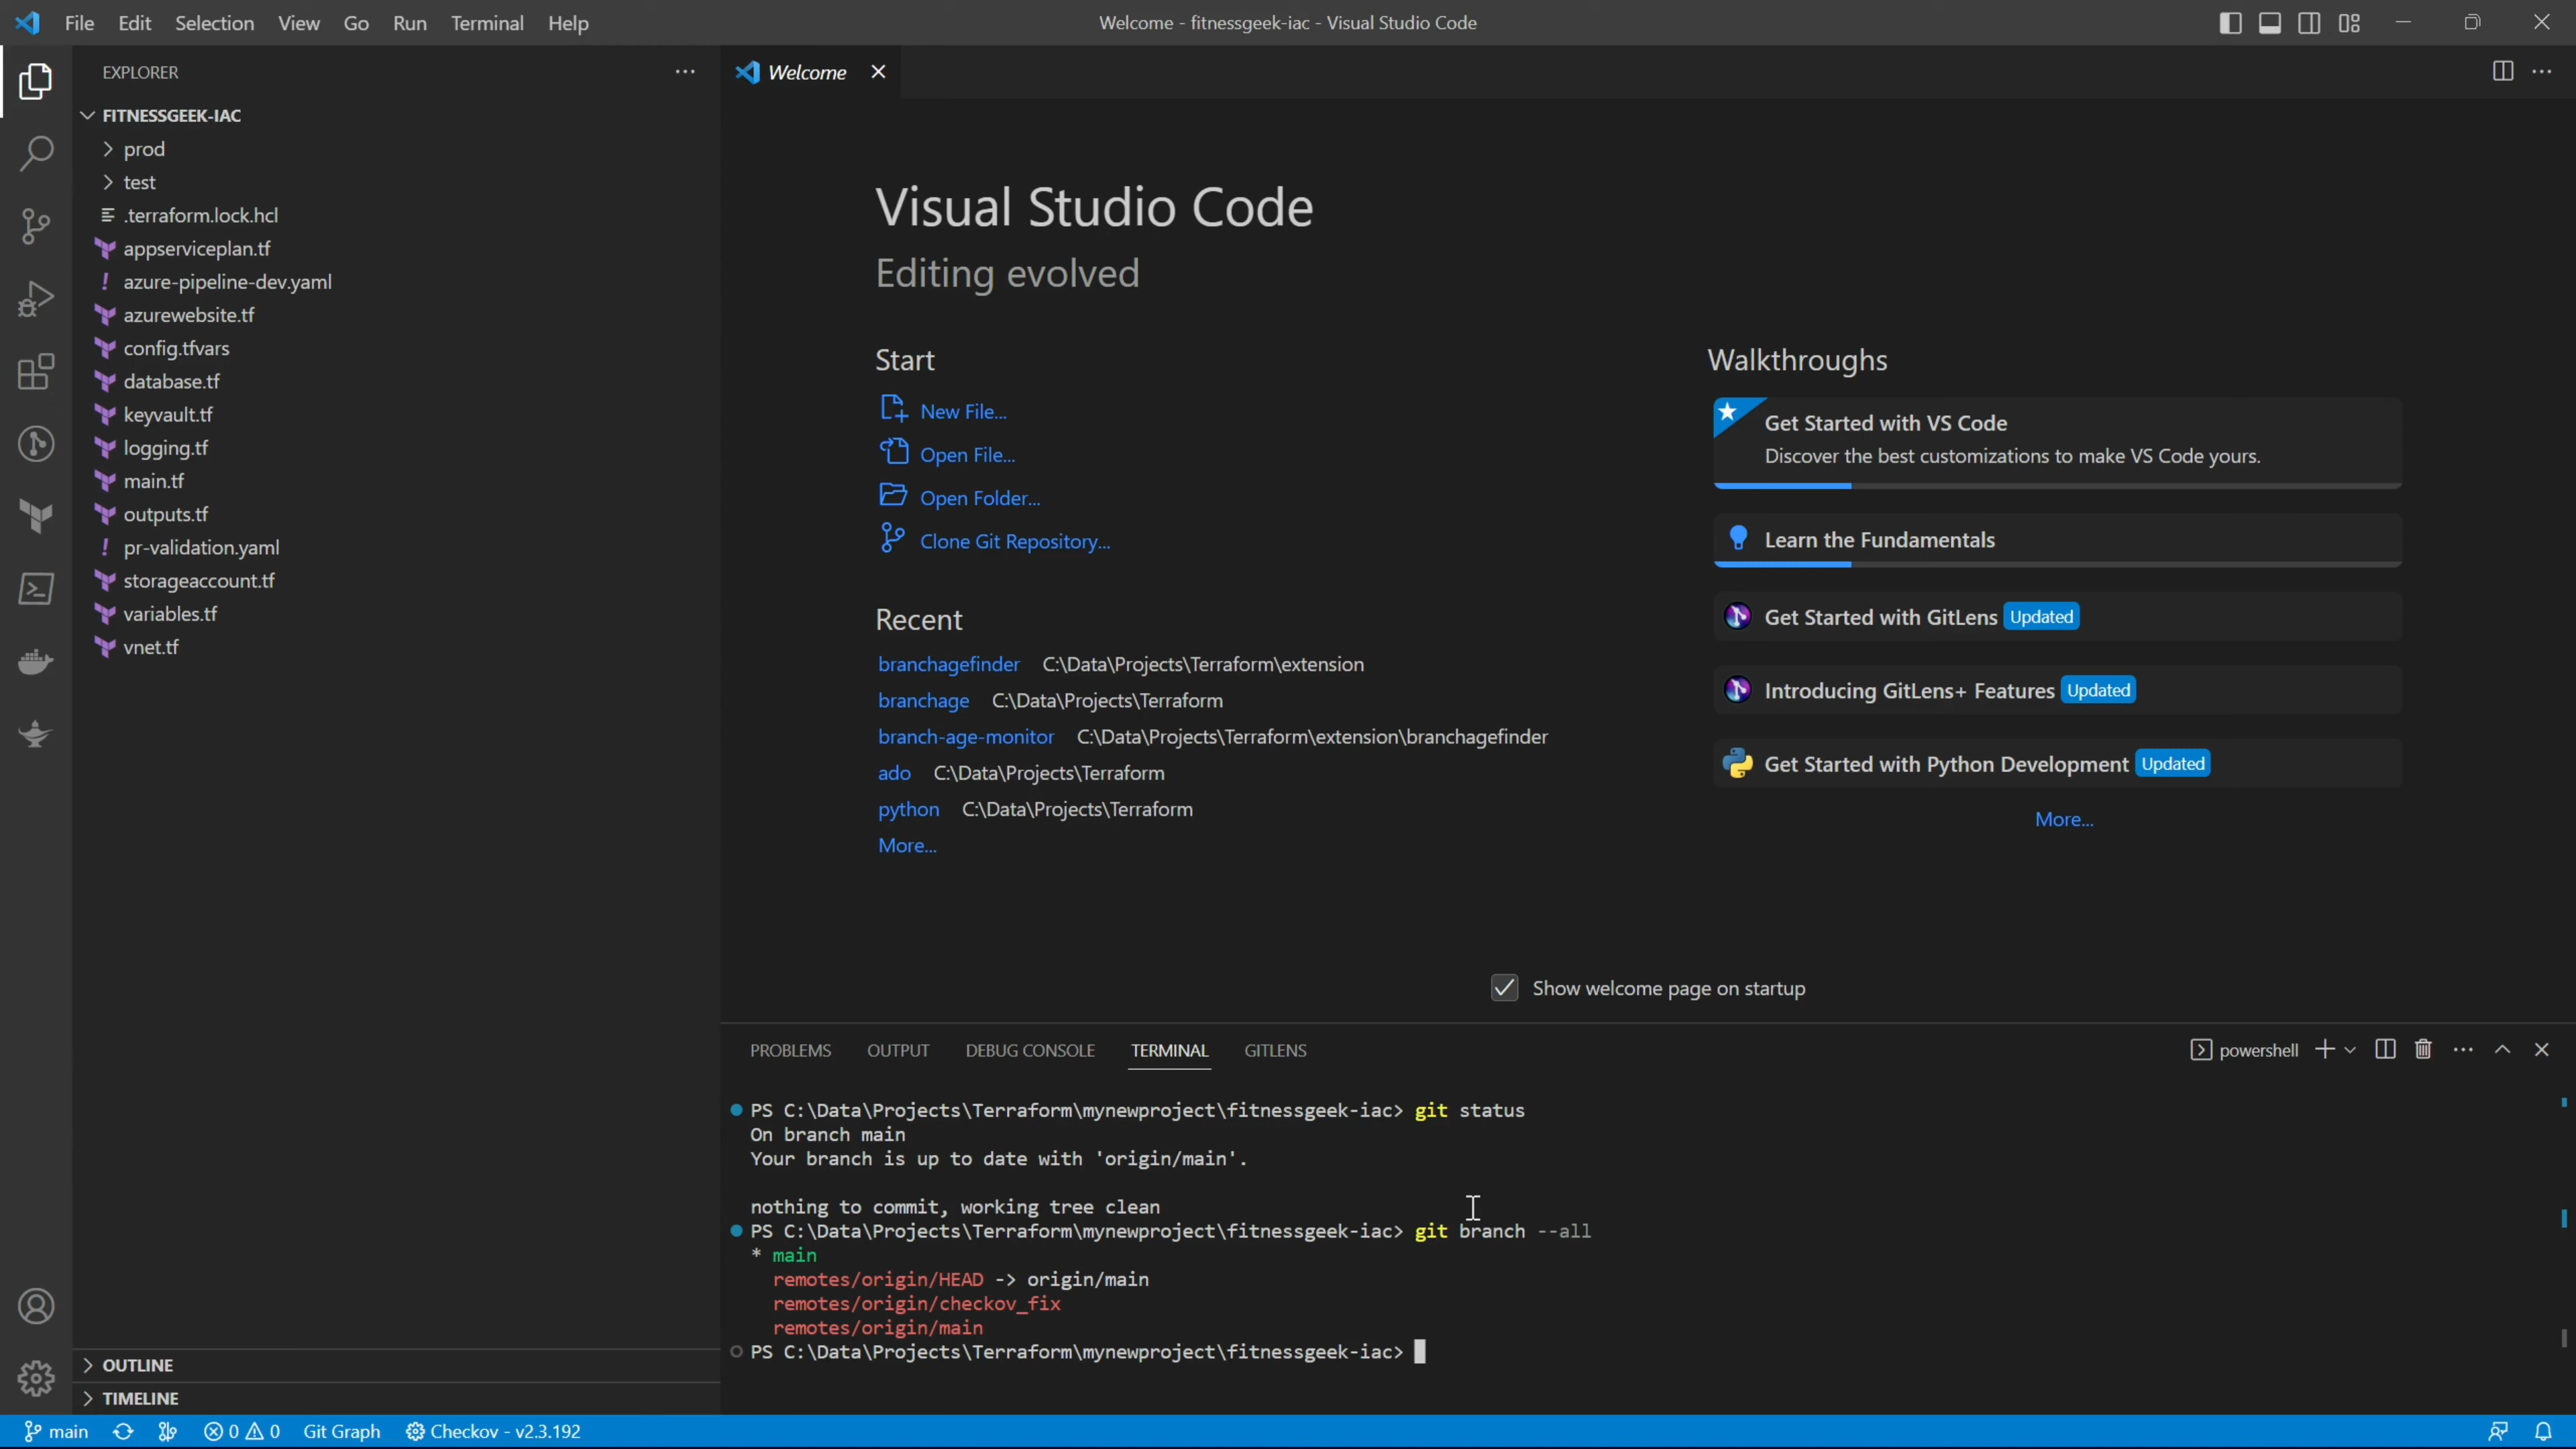 File Edit Selection View Go Run Terminal Help
Welcome - fitnessgeek-iac - Visual Studio Code
EXPLORER
FITNESSGEEK-IAC
prod
test
.terraform.lock.hcl
appserviceplan.tf
azure-pipeline-dev.yaml
azurewebsite.tf
config.tfvars
database.tf
keyvault.tf
logging.tf
main.tf
outputs.tf
pr-validation.yaml
storageaccount.tf
variables.tf
vnet.tf
OUTLINE
TIMELINE
Welcome
Visual Studio Code
Editing evolved
Start
New File...
Open File...
Open Folder...
Clone Git Repository...
Recent
branchagefinder C:\Data\Projects\Terraform\extension
branchage C:\Data\Projects\Terraform
branch-age-monitor C:\Data\Projects\Terraform\extension\branchagefinder
ado C:\Data\Projects\Terraform
python C:\Data\Projects\Terraform
More...
Walkthroughs
Get Started with VS Code
Discover the best customizations to make VS Code yours.
Learn the Fundamentals
Get Started with GitLens Updated
Introducing GitLens+ Features Updated
Get Started with Python Development Updated
More...
Show welcome page on startup
PROBLEMS OUTPUT DEBUG CONSOLE TERMINAL GITLENS
powershell
PS C:\Data\Projects\Terraform\mynewproject\fitnessgeek-iac> git status
On branch main
Your branch is up to date with 'origin/main'.
nothing to commit, working tree clean
PS C:\Data\Projects\Terraform\mynewproject\fitnessgeek-iac> git branch --all
* main
remotes/origin/HEAD -> origin/main
remotes/origin/checkov_fix
remotes/origin/main
PS C:\Data\Projects\Terraform\mynewproject\fitnessgeek-iac>
main 0 0 Git Graph Checkov - v2.3.192